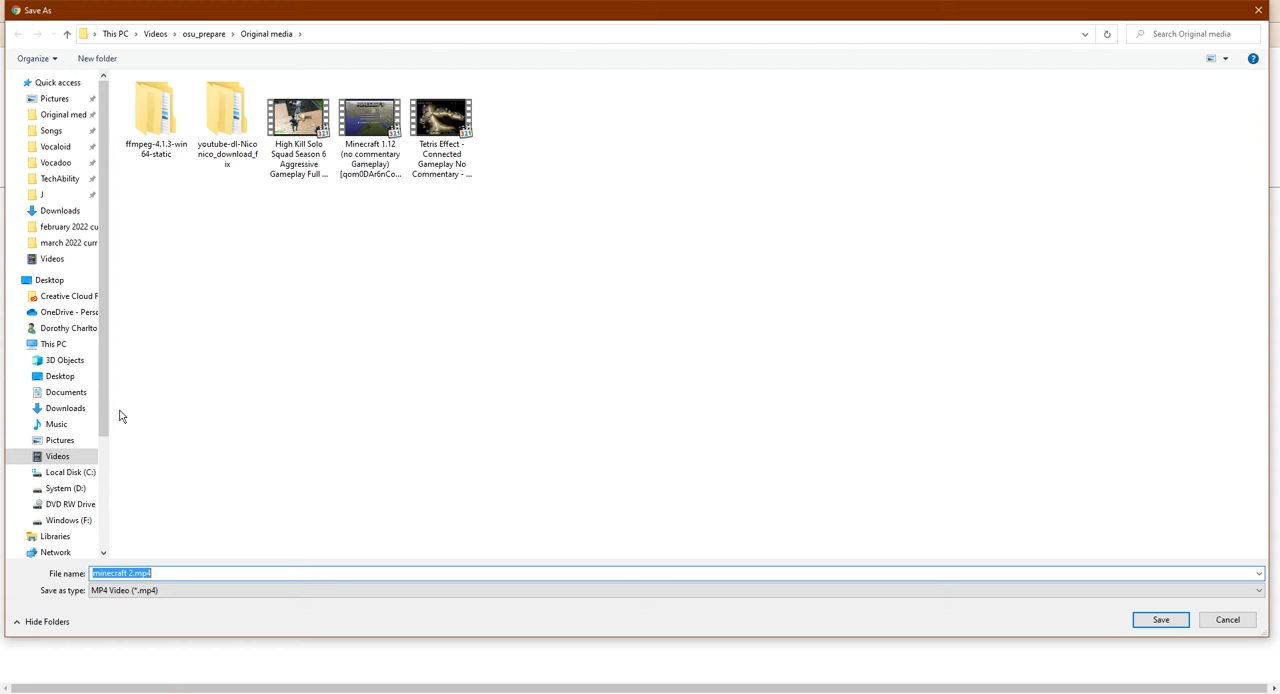 Save As
This PC › Videos › osu_prepare › Original media ›
Search Original media
Organize
New folder
Quick access
Pictures
Original med
Songs
Vocaloid
Vocadoo
TechAbility
J
Downloads
february 2022 cu
march 2022 curr
Videos
Desktop
Creative Cloud F
OneDrive - Perso
Dorothy Charlto
This PC
3D Objects
Desktop
Documents
Downloads
Music
Pictures
Videos
Local Disk (C:)
System (D:)
DVD RW Drive
Windows (F:)
Libraries
Network
ffmpeg-4.1.3-win
64-static
youtube-dl-Nico
nico_download_f
ix
High Kill Solo
Squad Season 6
Aggressive
Gameplay Full ...
Minecraft 1.12
(no commentary
Gameplay)
[qom0DAr6nCo...
Tetris Effect -
Connected
Gameplay No
Commentary - ...
File name: minecraft 2.mp4
Save as type: MP4 Video (*.mp4)
Hide Folders
Save
Cancel